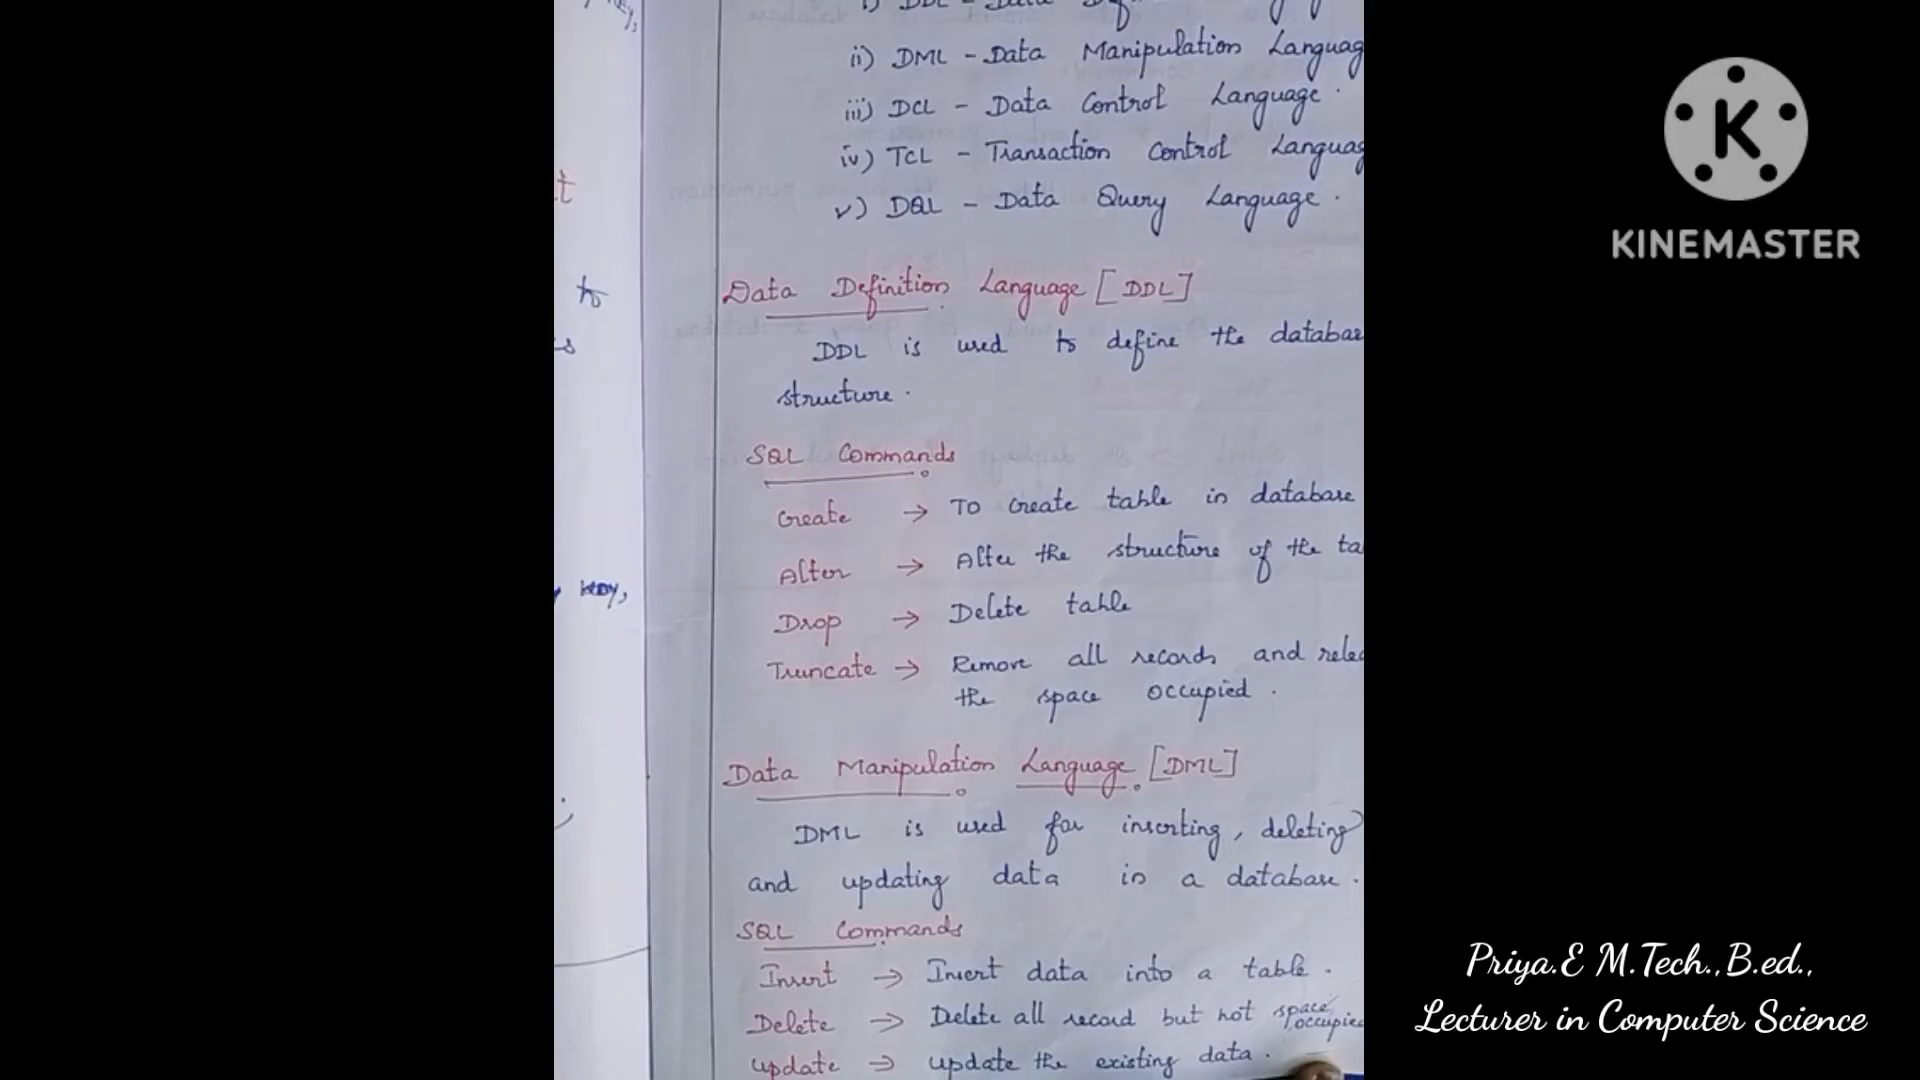 ii) DML - Data Manipulation Languag
iii) DCL - Data Control Language.
iv) TCL - Transaction Control Languag
v) DQL - Data Query Language.
Data Definition Language [DDL]
DDL is used to define the databas
structure.
SQL Commands
Create → To Create table in database
Alter → Alter the structure of the ta
Drop → Delete table
Truncate → Remove all records and relea
the space occupied.
Data Manipulation Language [DML]
DML is used for inserting, deleting
and updating data in a database.
SQL Commands
Insert → Insert data into a table.
Delete → Delete all record but not space occupied
Update → Update the existing data.
to
key,
KINEMASTER
Priya.E M.Tech.,B.ed.,
Lecturer in Computer Science